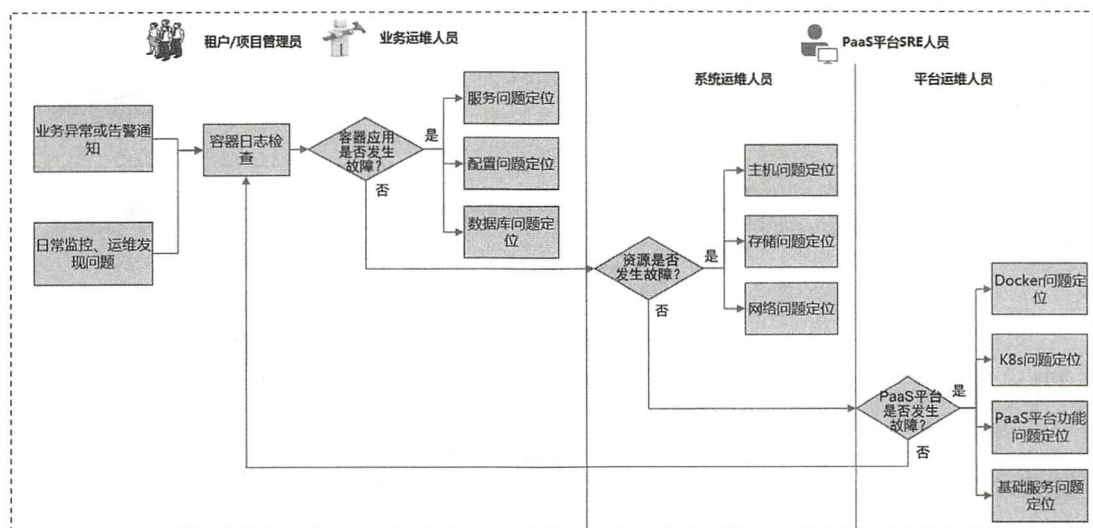 租户/项目管理员
业务运维人员
PaaS平台SRE人员
系统运维人员
平台运维人员
业务异常或告警通
知
容器日志检
查
容器应用
是否发生
故障？
是
否
服务问题定位
配置问题定位
数据库问题定
位
日常监控、运维发
现问题
资源是否
发生故障？
是
否
主机问题定位
存储问题定位
网络问题定位
PaaS平台
是否发生
故障？
是
否
Docker问题定
位
K8s问题定位
PaaS平台功能
问题定位
基础服务问题
定位